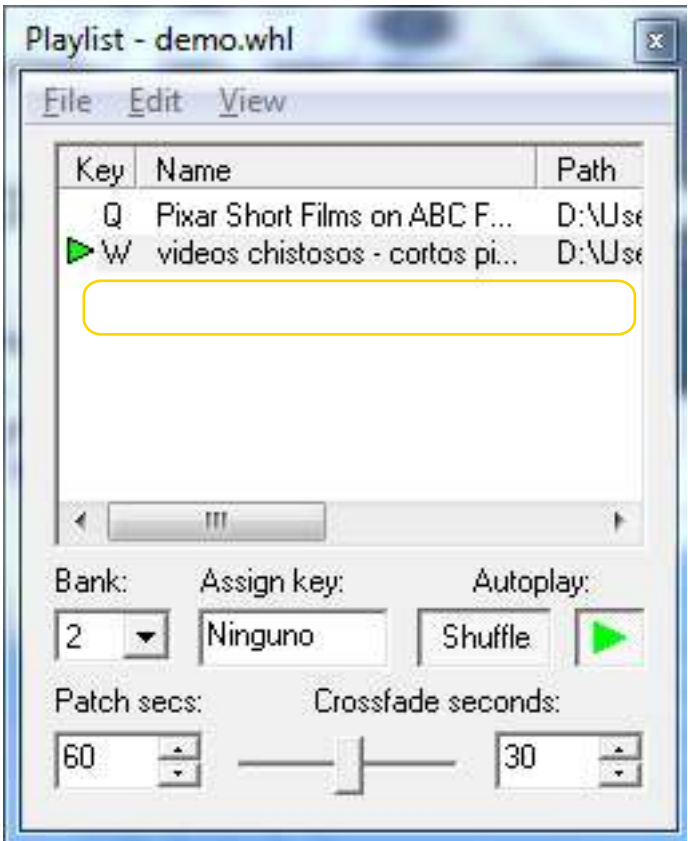 Playlist - demo.whl
File Edit View
Key Name Path
Q Pixar Short Films on ABC F... D:\Use
W videos chistosos - cortos pi... D:\Use
Bank: Assign key: Autoplay:
2 Ninguno Shuffle
Patch secs: Crossfade seconds:
60 30